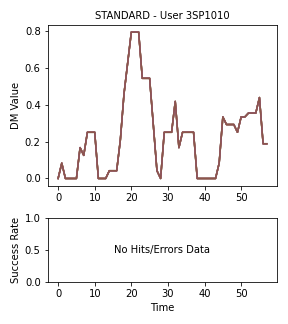 STANDARD - User 3SP1010
DM Value
0.8
0.6
0.4
0.2
0.0
0 10 20 30 40 50
Success Rate
1.0
0.5
0.0
No Hits/Errors Data
0 10 20 30 40 50
Time